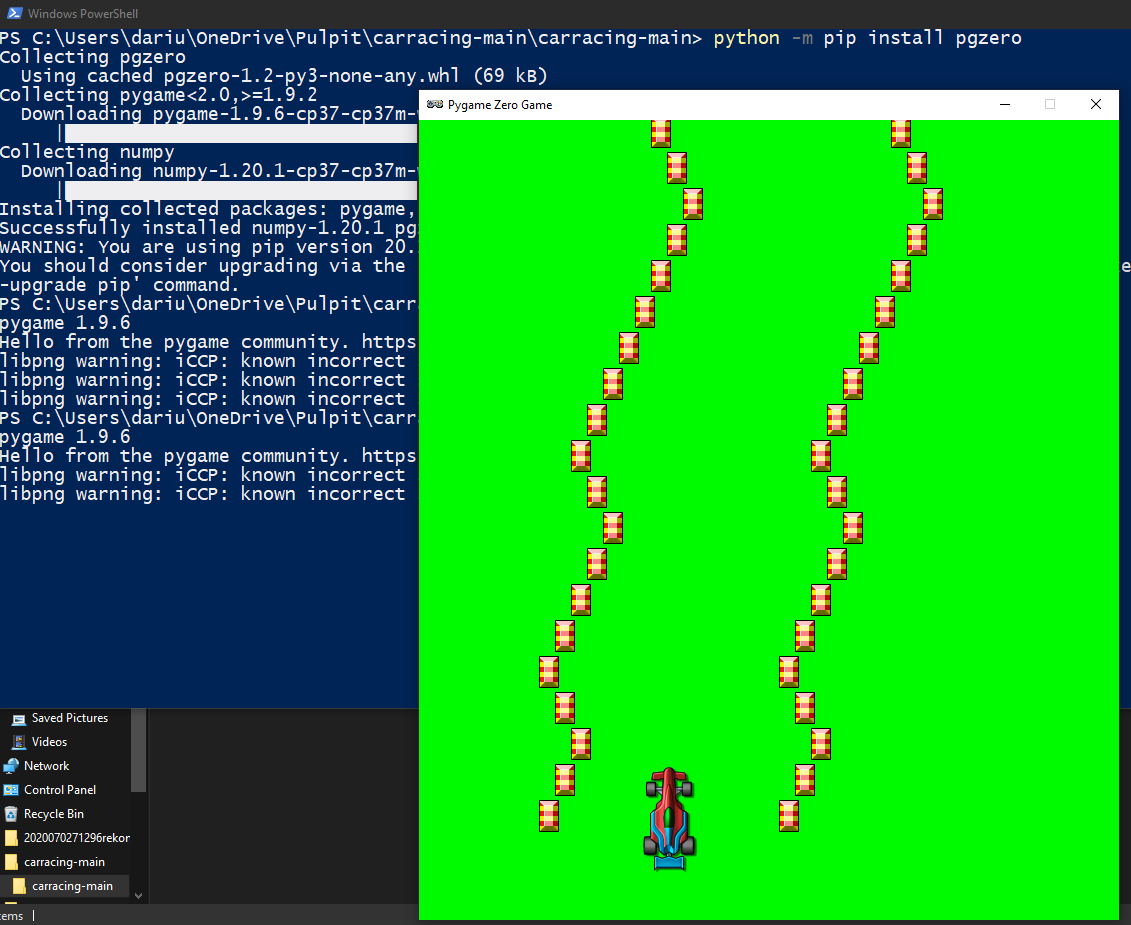 Windows PowerShell
PS C:\Users\dariu\OneDrive\Pulpit\carracing-main\carracing-main> python -m pip install pgzero
Collecting pgzero
Using cached pgzero-1.2-py3-none-any.whl (69 kB)
Collecting pygame<2.0,>=1.9.2
Downloading pygame-1.9.6-cp37-cp37m-
|
Collecting numpy
Downloading numpy-1.20.1-cp37-cp37m-
|
Installing collected packages: pygame,
Successfully installed numpy-1.20.1
WARNING: You are using pip version 20.
You should consider upgrading via the
-upgrade pip' command.
PS C:\Users\dariu\OneDrive\Pulpit\carra
pygame 1.9.6
Hello from the pygame community. https
libpng warning: iCCP: known incorrect
libpng warning: iCCP: known incorrect
libpng warning: iCCP: known incorrect
PS C:\Users\dariu\OneDrive\Pulpit\carra
pygame 1.9.6
Hello from the pygame community. https
libpng warning: iCCP: known incorrect
libpng warning: iCCP: known incorrect
Pygame Zero Game
Saved Pictures
Videos
Network
Control Panel
Recycle Bin
2020070271296rekon
carracing-main
carracing-main